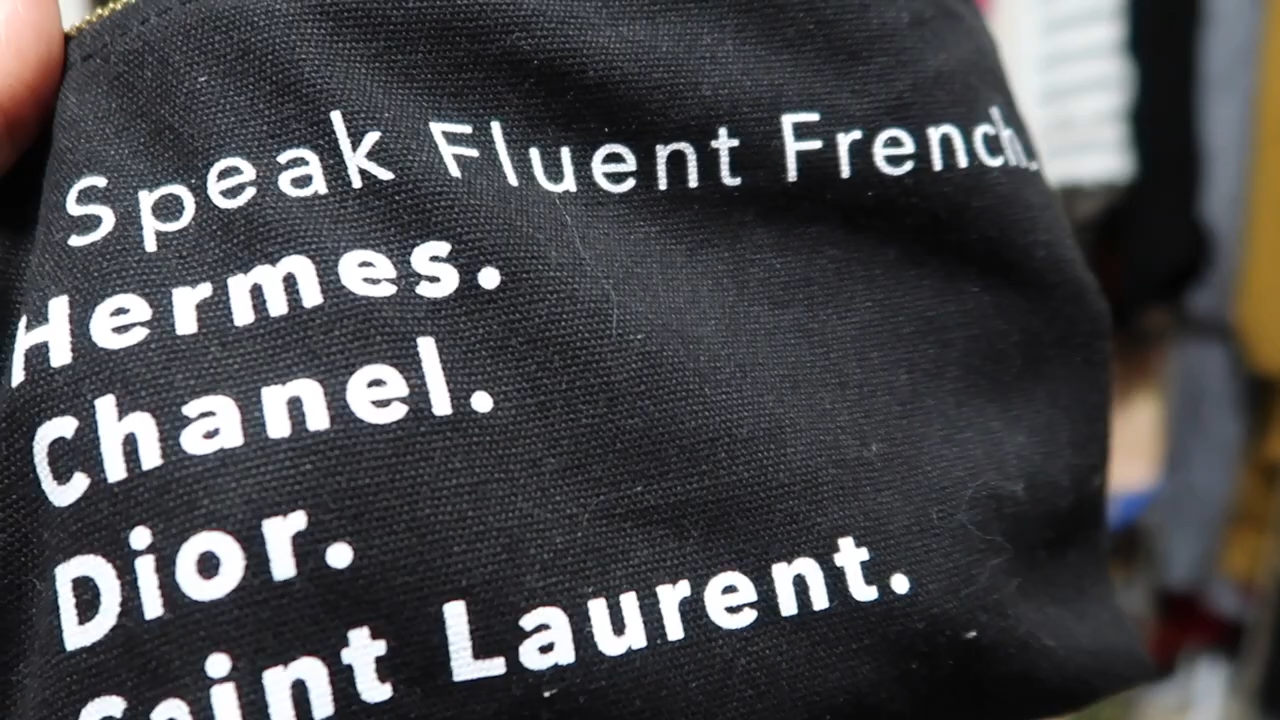 Speak Fluent French.
Hermes.
Chanel.
Dior.
Saint Laurent.